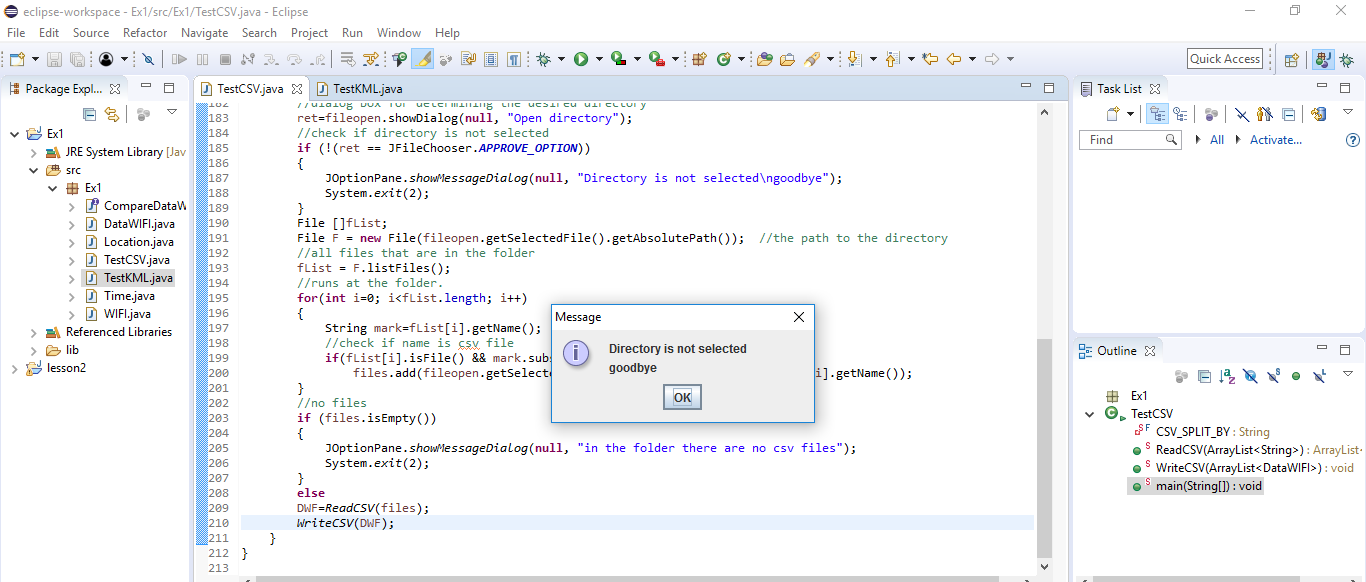 eclipse-workspace - Ex1/src/Ex1/TestCSV.java - Eclipse
File Edit Source Refactor Navigate Search Project Run Window Help
Quick Access
Package Expl...
Ex1
JRE System Library [Jav
src
Ex1
CompareDataW
DataWIFI.java
Location.java
TestCSV.java
TestKML.java
Time.java
WIFI.java
Referenced Libraries
lib
lesson2
TestCSV.java TestKML.java
182 //dialog box for determining the desired directory
183 ret=fileopen.showDialog(null, "Open directory");
184 //check if directory is not selected
185 if (!(ret == JFileChooser.APPROVE_OPTION))
186 {
187 JOptionPane.showMessageDialog(null, "Directory is not selected\ngoodbye");
188 System.exit(2);
189 }
190 File []fList;
191 File F = new File(fileopen.getSelectedFile().getAbsolutePath()); //the path to the directory
192 //all files that are in the folder
193 fList = F.listFiles();
194 //runs at the folder.
195 for(int i=0; i<fList.length; i++)
196 {
197 String mark=fList[i].getName();
198 //check if name is csv file
199 if(fList[i].isFile() && mark.subs
200 files.add(fileopen.getSelecte i].getName());
201 }
202 //no files
203 if (files.isEmpty())
204 {
205 JOptionPane.showMessageDialog(null, "in the folder there are no csv files");
206 System.exit(2);
207 }
208 else
209 DWF=ReadCSV(files);
210 WriteCSV(DWF);
211 }
212 }
213
Message
Directory is not selected
goodbye
OK
Task List
Find All Activate...
Outline
Ex1
TestCSV
CSV_SPLIT_BY : String
ReadCSV(ArrayList<String>) : ArrayList<
WriteCSV(ArrayList<DataWIFI>) : void
main(String[]) : void